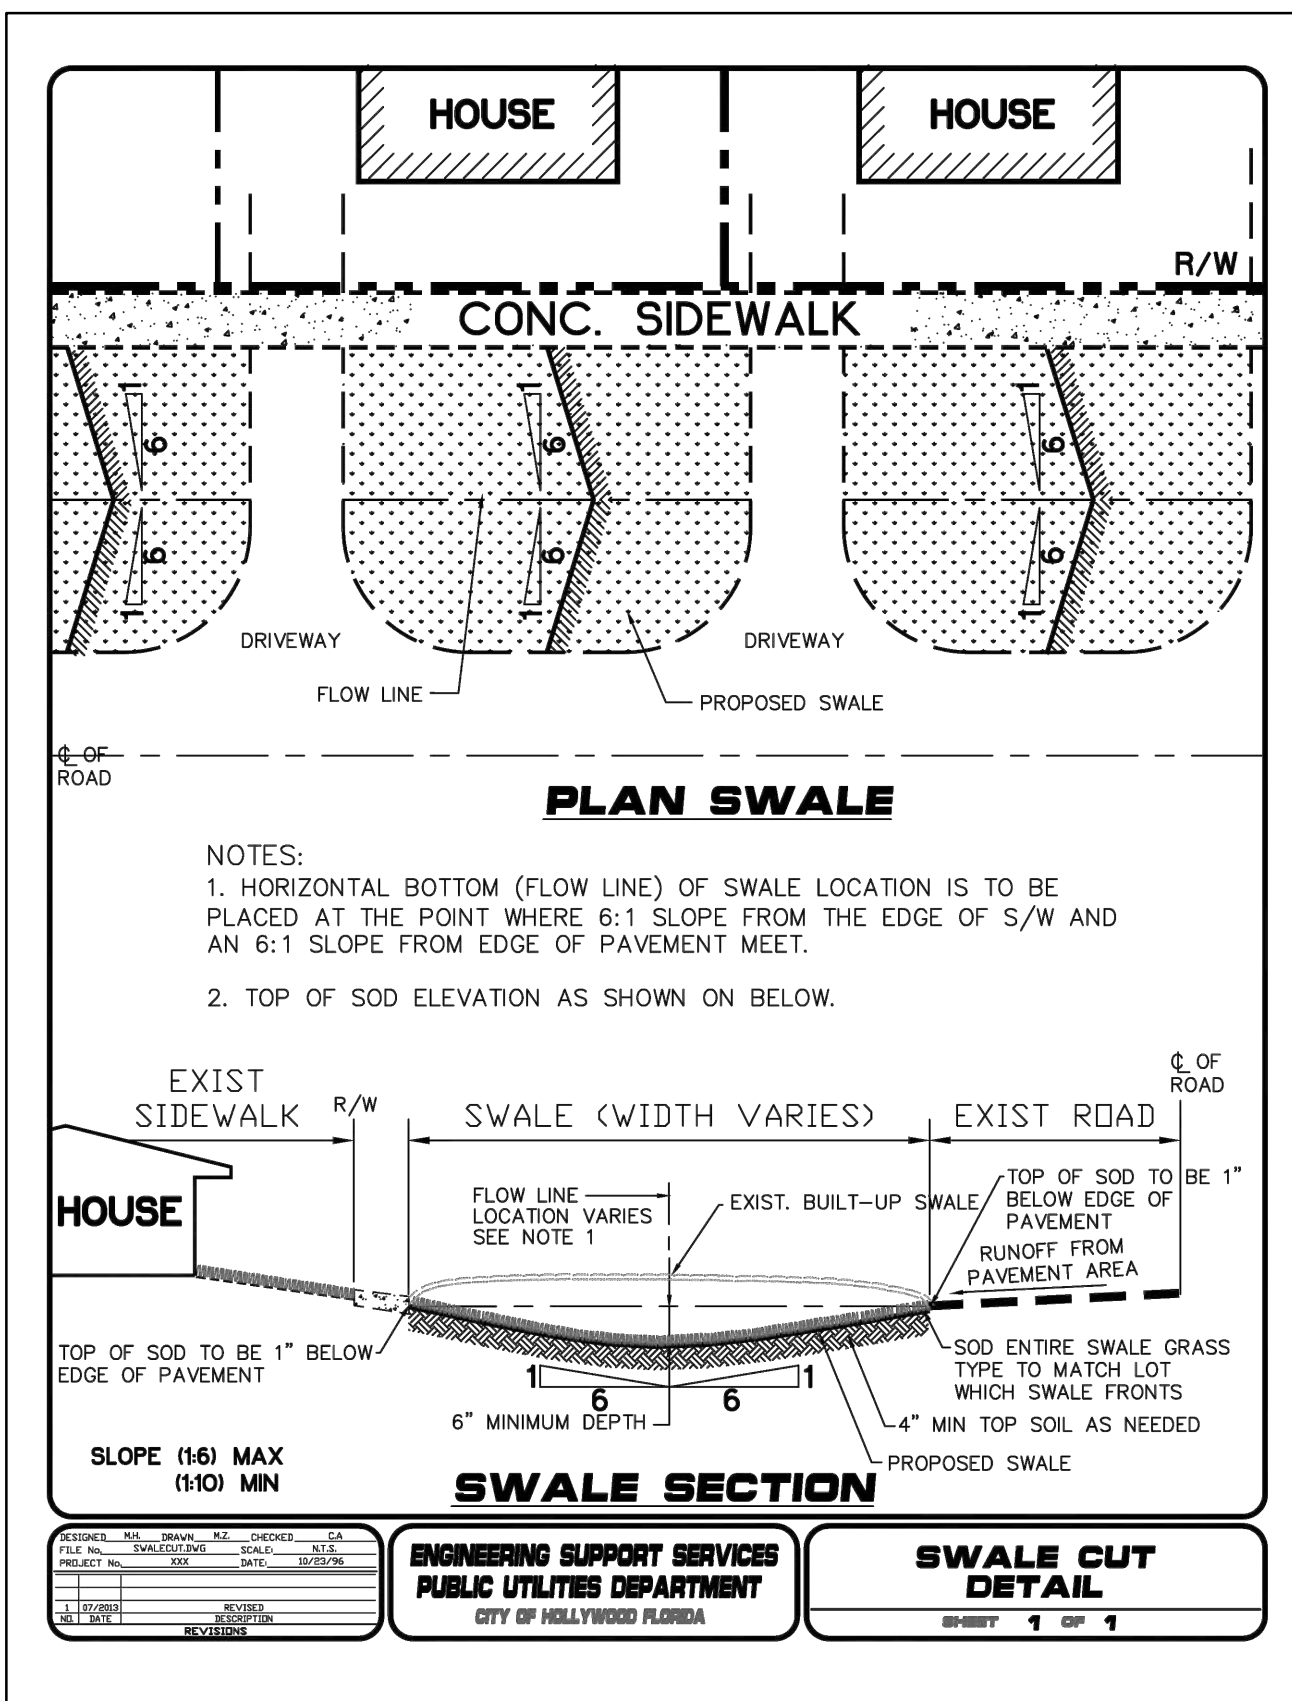 HOUSE
HOUSE
R/W
CONC. SIDEWALK
1
6
6
1
1
6
6
1
1
6
6
1
DRIVEWAY
DRIVEWAY
FLOW LINE
PROPOSED SWALE
℄ OF
ROAD
PLAN SWALE
NOTES:
1. HORIZONTAL BOTTOM (FLOW LINE) OF SWALE LOCATION IS TO BE
PLACED AT THE POINT WHERE 6:1 SLOPE FROM THE EDGE OF S/W AND
AN 6:1 SLOPE FROM EDGE OF PAVEMENT MEET.
2. TOP OF SOD ELEVATION AS SHOWN ON BELOW.
℄ OF
ROAD
EXIST
SIDEWALK
R/W
SWALE (WIDTH VARIES)
EXIST ROAD
HOUSE
FLOW LINE
LOCATION VARIES
SEE NOTE 1
EXIST. BUILT-UP SWALE
TOP OF SOD TO BE 1"
BELOW EDGE OF
PAVEMENT
RUNOFF FROM
PAVEMENT AREA
TOP OF SOD TO BE 1" BELOW
EDGE OF PAVEMENT
SOD ENTIRE SWALE GRASS
TYPE TO MATCH LOT
WHICH SWALE FRONTS
1
6
6
1
6" MINIMUM DEPTH
4" MIN TOP SOIL AS NEEDED
PROPOSED SWALE
SLOPE (1:6) MAX
(1:10) MIN
SWALE SECTION
DESIGNED M.H. DRAWN M.Z. CHECKED C.A
FILE No. SWALECUT.DWG SCALE: N.T.S.
PROJECT No. XXX DATE: 10/23/96
1 07/2013 REVISED
NO. DATE DESCRIPTION
REVISIONS
ENGINEERING SUPPORT SERVICES
PUBLIC UTILITIES DEPARTMENT
CITY OF HOLLYWOOD FLORIDA
SWALE CUT
DETAIL
SHEET 1 OF 1